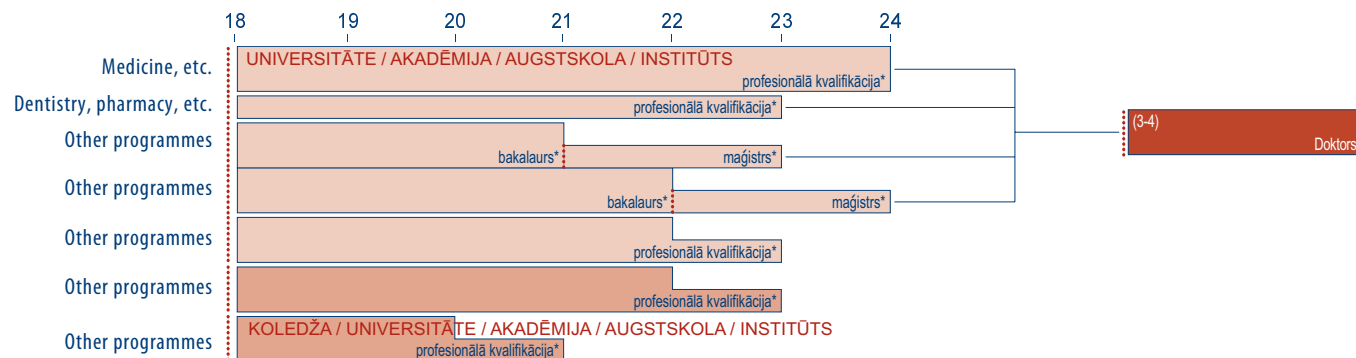 18 19 20 21 22 23 24
UNIVERSITĀTE / AKADĒMIJA / AUGSTSKOLA / INSTITŪTS
Medicine, etc.
profesionālā kvalifikācija*
Dentistry, pharmacy, etc.
profesionālā kvalifikācija*
(3-4)
Doktors
Other programmes
bakalaurs* maģistrs*
Other programmes
bakalaurs* maģistrs*
Other programmes
profesionālā kvalifikācija*
Other programmes
profesionālā kvalifikācija*
KOLEDŽA / UNIVERSITĀTE / AKADĒMIJA / AUGSTSKOLA / INSTITŪTS
Other programmes
profesionālā kvalifikācija*